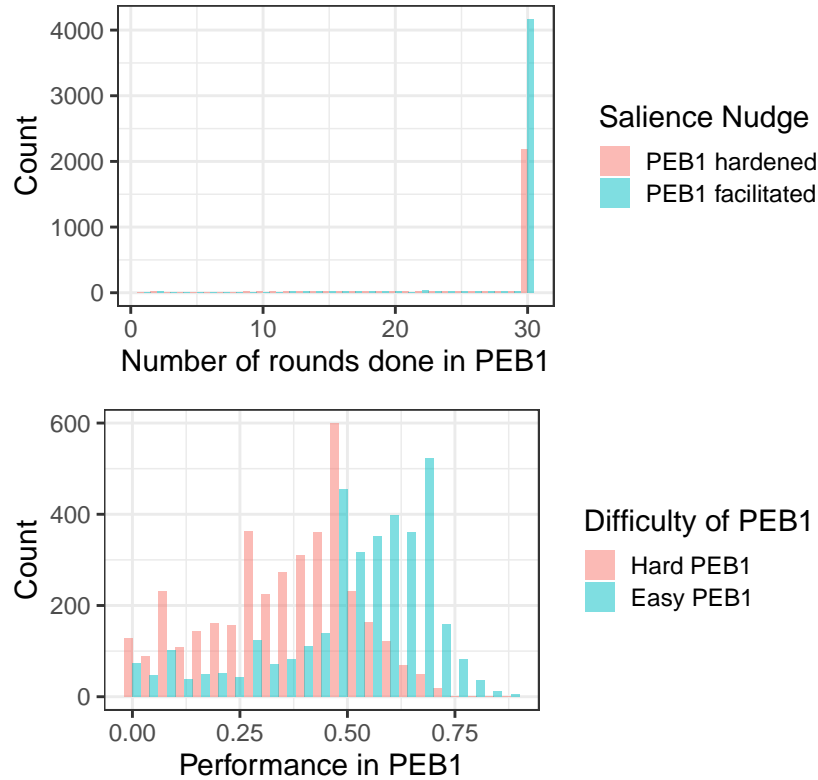 4000
3000
2000
1000
0
Count
0 10 20 30
Number of rounds done in PEB1
Salience Nudge
PEB1 hardened
PEB1 facilitated
600
400
200
0
Count
0.00 0.25 0.50 0.75
Performance in PEB1
Difficulty of PEB1
Hard PEB1
Easy PEB1